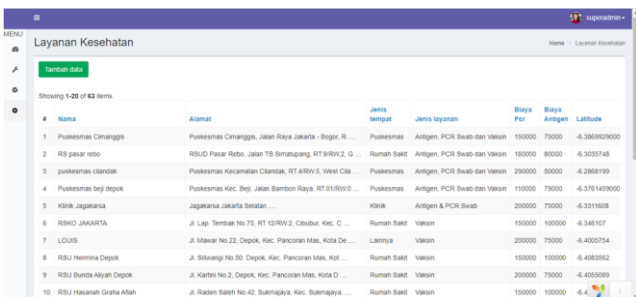 superadmin
MENU
Layanan Kesehatan
Home Layanan Kesehatan
Tambah data
Showing 1-20 of 63 items.
# Nama Alamat Jenis tempat Jenis layanan Biaya Pcr Biaya Antigen Latitude
1 Puskesmas Cimanggis Puskesmas Cimanggis, Jalan Raya Jakarta - Bogor, R .... Puskesmas Antigen, PCR Swab dan Vaksin 150000 75000 -6.3869929000
2 RS pasar rebo RSUD Pasar Rebo, Jalan TB Simatupang, RT.9/RW.2, G .... Rumah Sakit Antigen, PCR Swab dan Vaksin 180000 80000 -6.3035748
3 puskesmas cilandak Puskesmas Kecamatan Cilandak, RT.4/RW.5, West Cila .... Puskesmas Antigen, PCR Swab dan Vaksin 290000 50000 -6.2868199
4 Puskesmas beji depok Puskesmas Kec. Beji, Jalan Bambon Raya, RT.01/RW.0 .... Puskesmas Antigen, PCR Swab dan Vaksin 110000 79000 -6.3761459000
5 Klinik Jagakarsa Jagakarsa Jakarta Selatan .... Klinik Antigen & PCR Swab 200000 75000 -6.3311608
6 RSKO JAKARTA Jl. Lap. Tembak No.75, RT.12/RW.2, Cibubur, Kec. C .... Rumah Sakit Vaksin 150000 100000 -6.346107
7 LOUIS Jl. Mawar No.22, Depok, Kec. Pancoran Mas, Kota De .... Lainnya Vaksin 200000 75000 -6.4005754
8 RSU Hermina Depok Jl. Siliwangi No.50, Depok, Kec. Pancoran Mas, Kot .... Rumah Sakit Vaksin 150000 100000 -6.4083562
9 RSU Bunda Aliyah Depok Jl. Kartini No.2, Depok, Kec. Pancoran Mas, Kota D .... Rumah Sakit Vaksin 200000 75000 -6.4055089
10 RSU Hasanah Graha Afiah Jl. Raden Saleh No.42, Sukmajaya, Kec. Sukmajaya, .... Rumah Sakit Vaksin 150000 100000